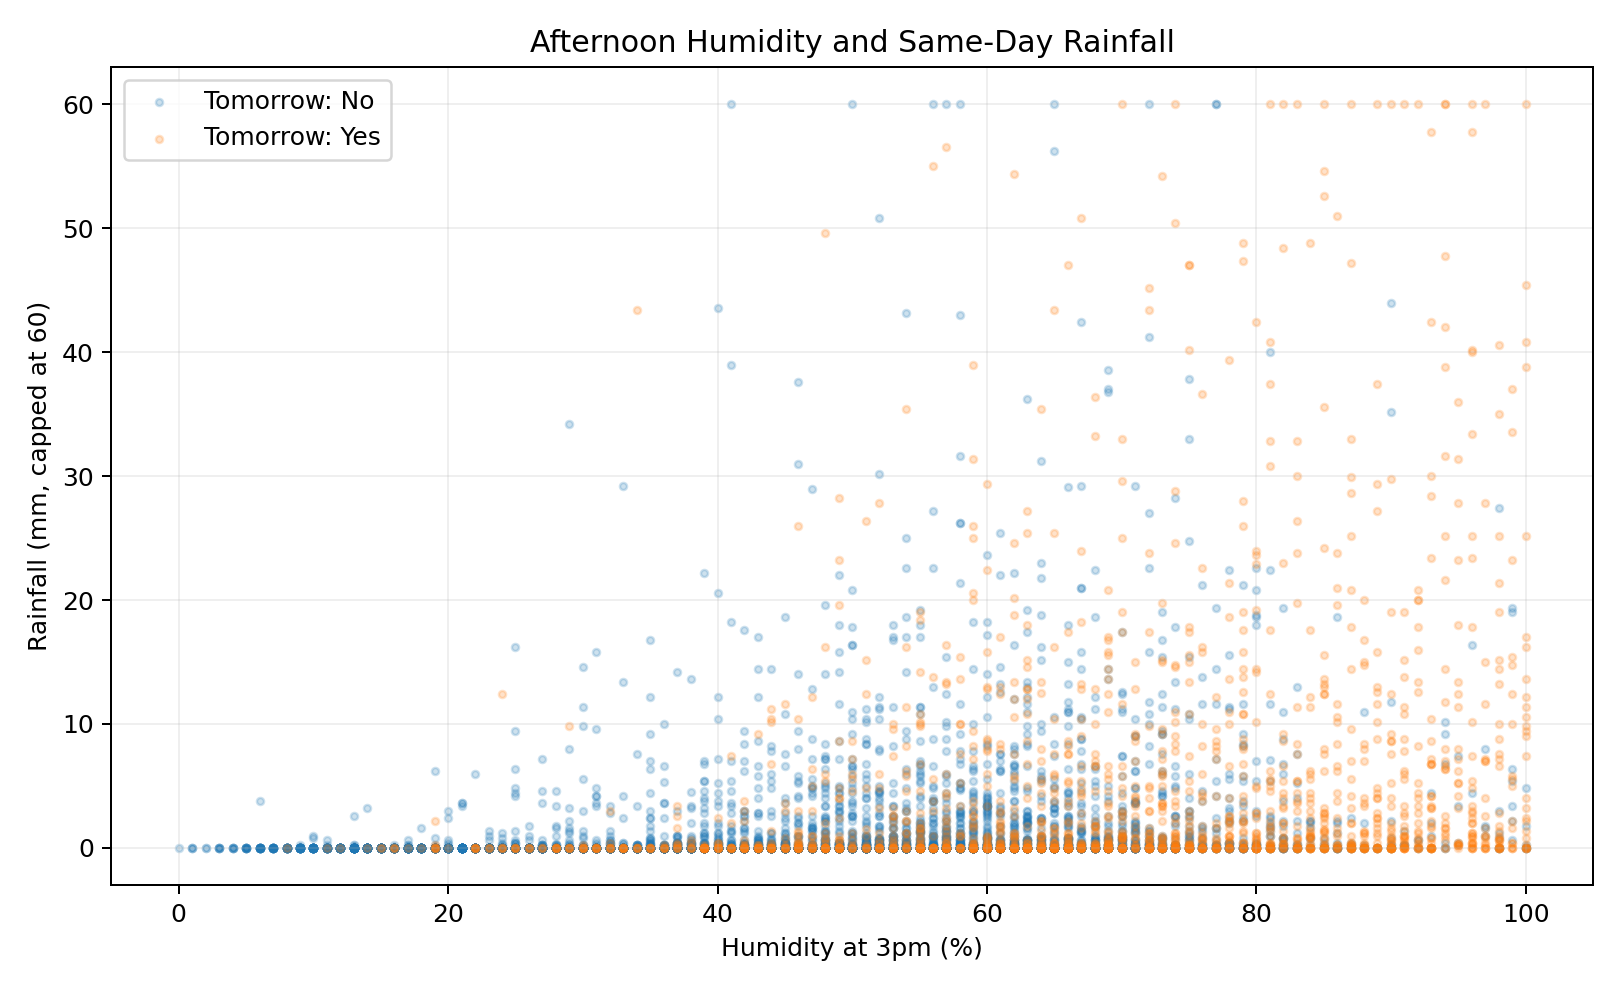 Afternoon Humidity and Same-Day Rainfall
Tomorrow: No
Tomorrow: Yes
Rainfall (mm, capped at 60)
60
50
40
30
20
10
0
0 20 40 60 80 100
Humidity at 3pm (%)